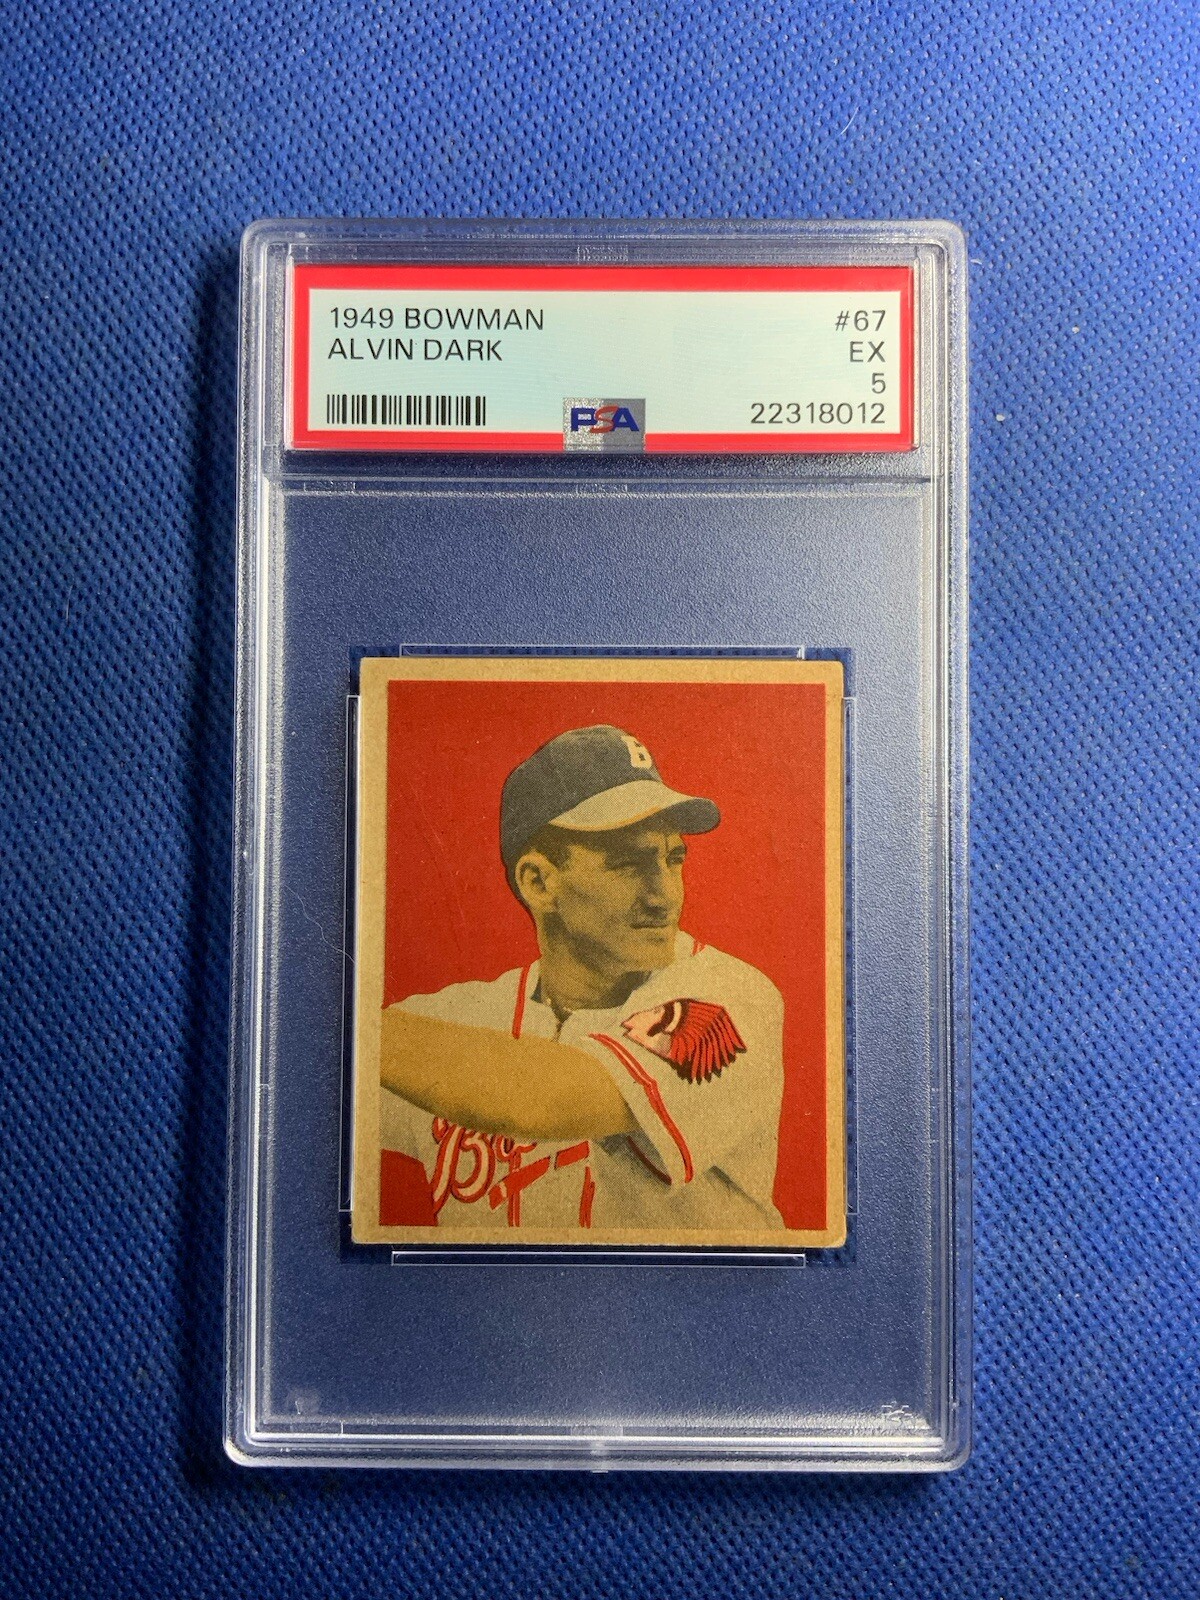 1949 BOWMAN #67
ALVIN DARK EX
5
PSA 22318012
B
B